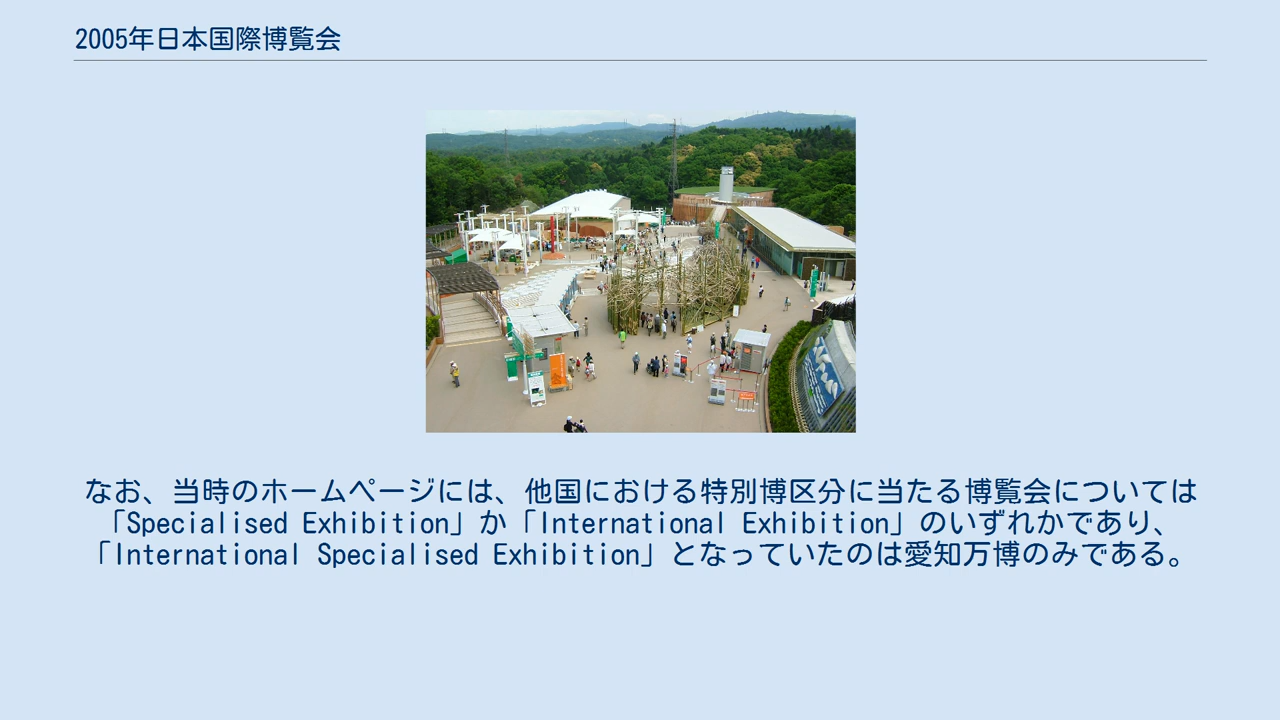 2005年日本国際博覧会
なお、当時のホームページには、他国における特別博区分に当たる博覧会については
「Specialised Exhibition」か「International Exhibition」のいずれかであり、
「International Specialised Exhibition」となっていたのは愛知万博のみである。